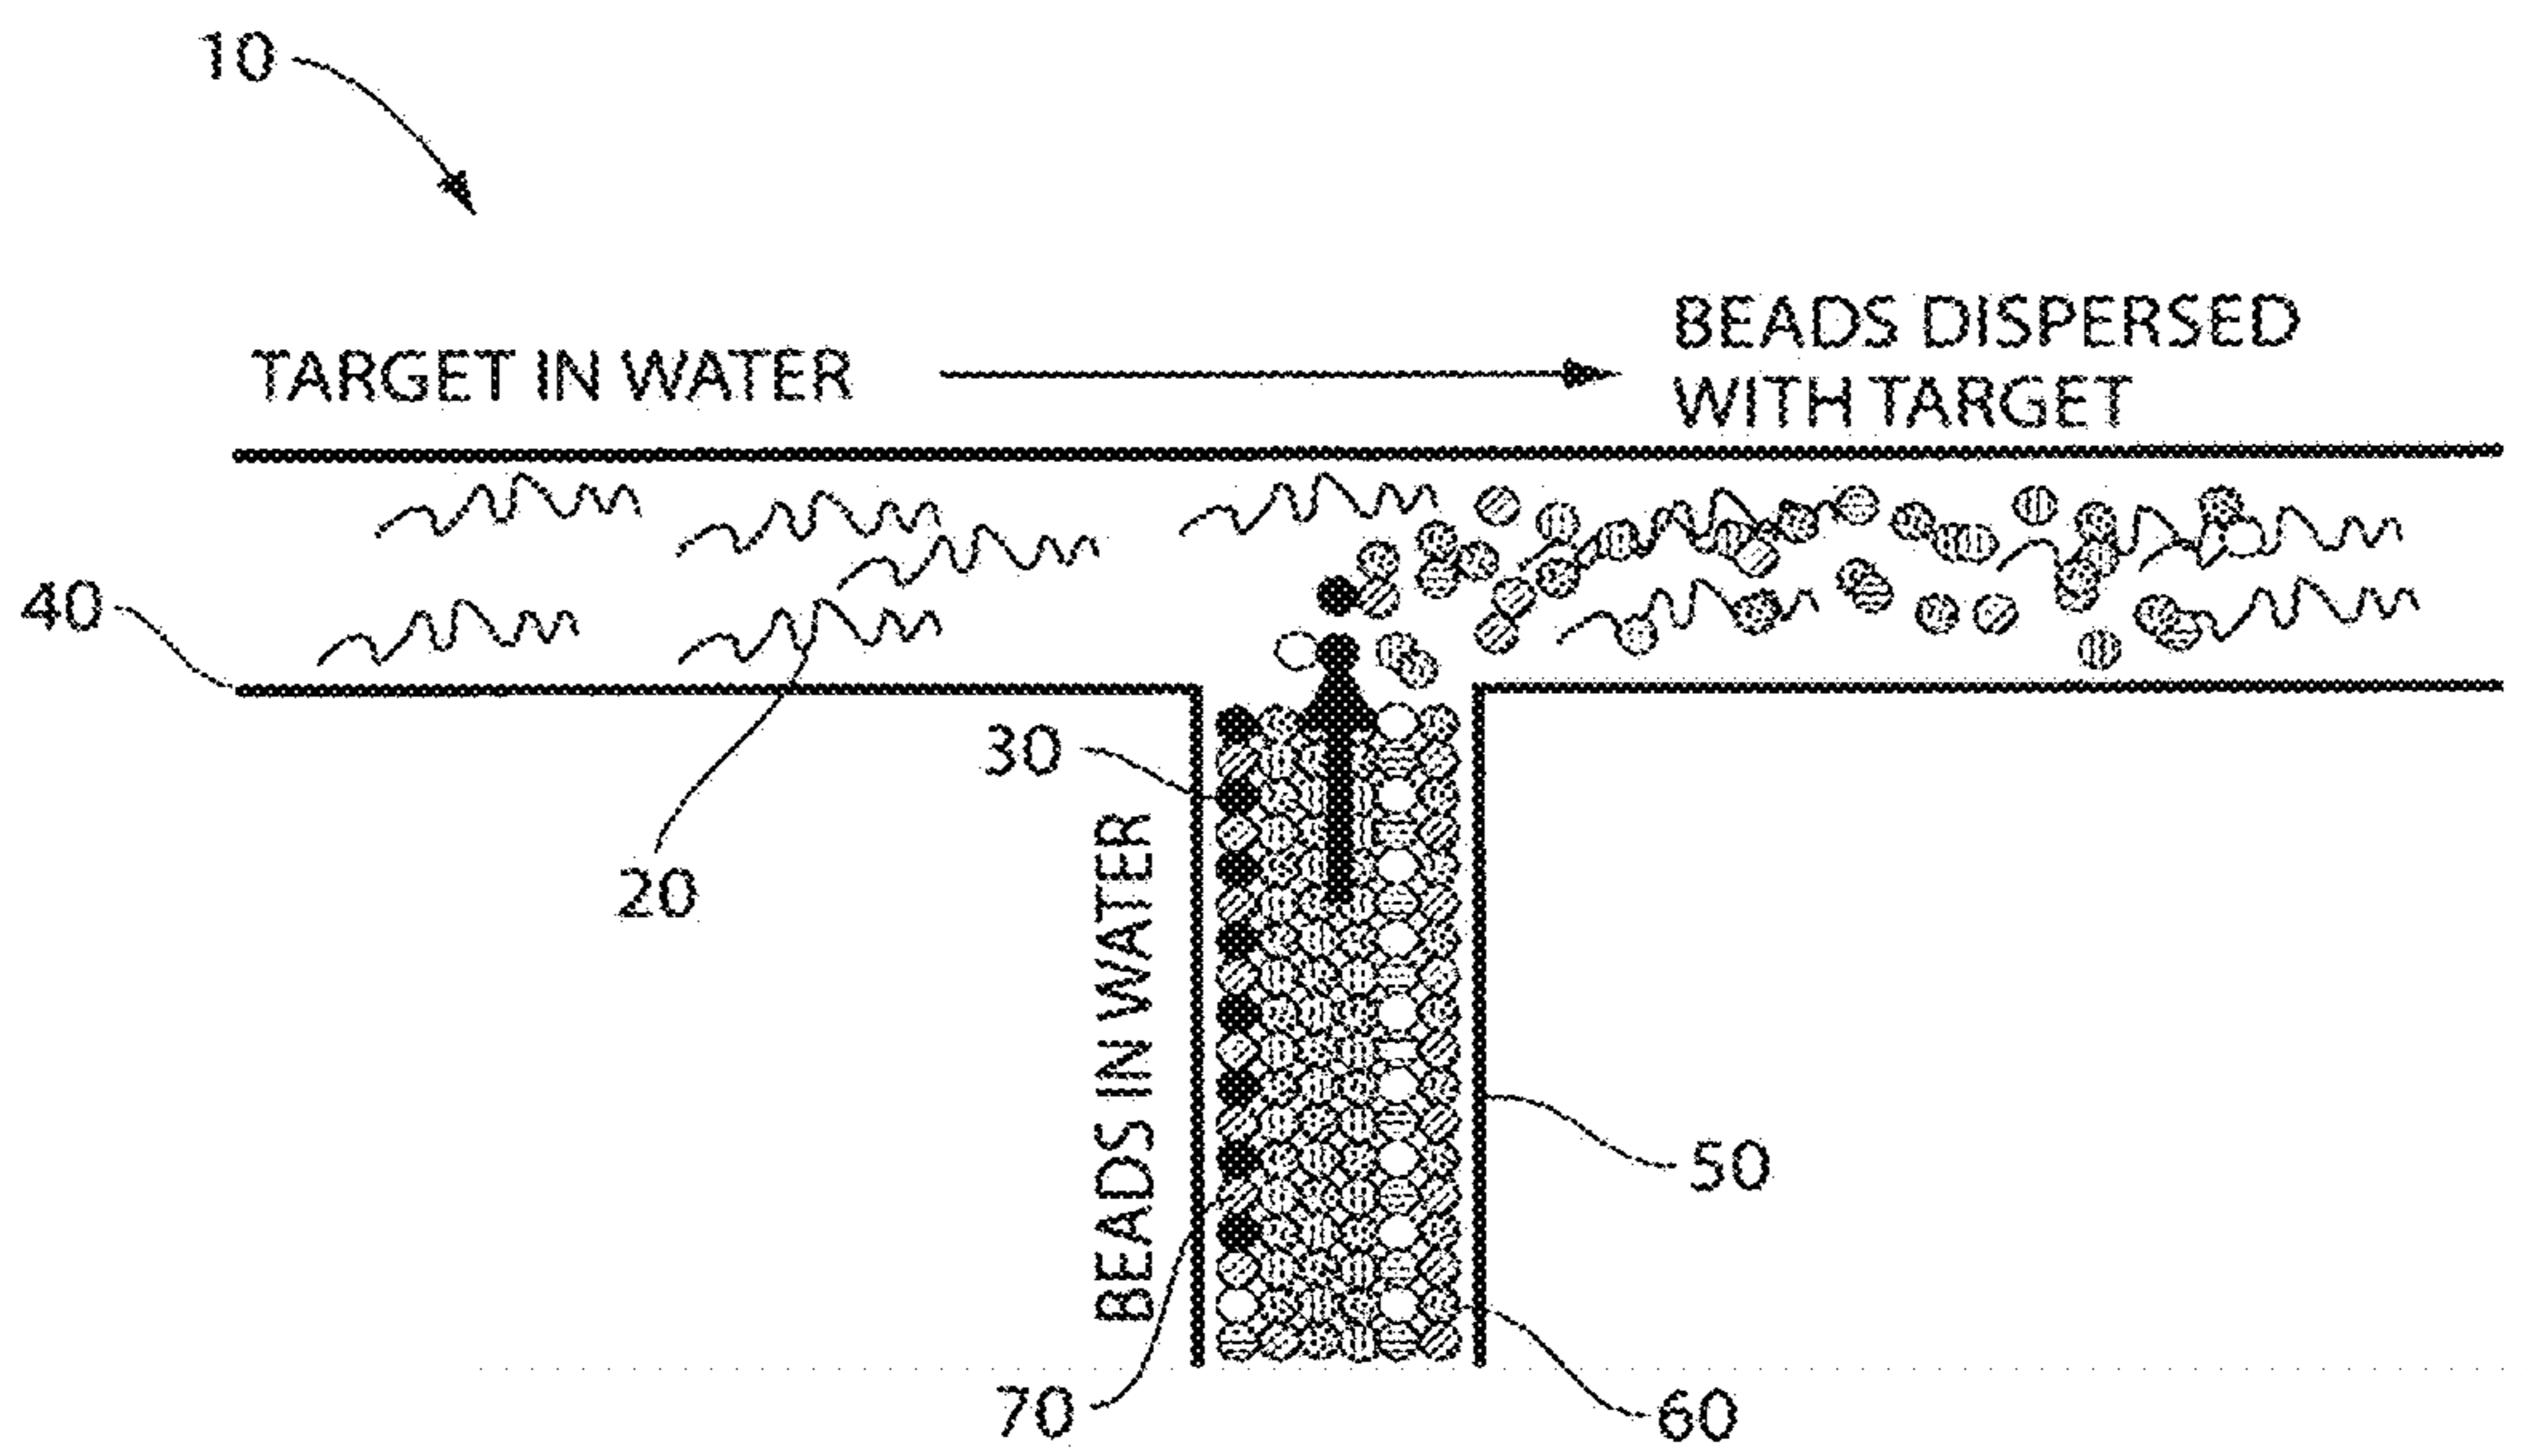 10
TARGET IN WATER
BEADS DISPERSED
WITH TARGET
40
30
20
BEADS IN WATER
50
70
60